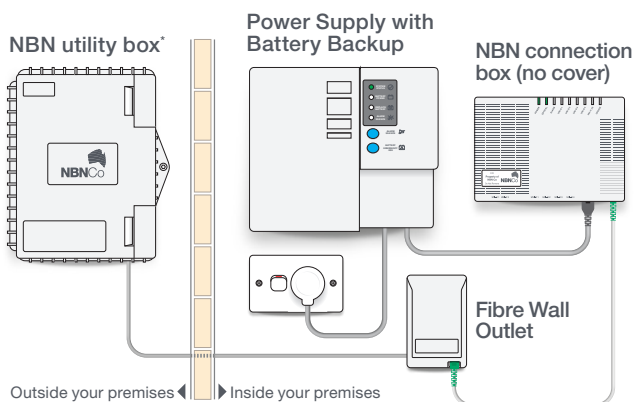 NBN utility box*
Power Supply with
Battery Backup
NBN connection
box (no cover)
NBNCo
NBNCo
Fibre Wall
Outlet
Outside your premises
Inside your premises